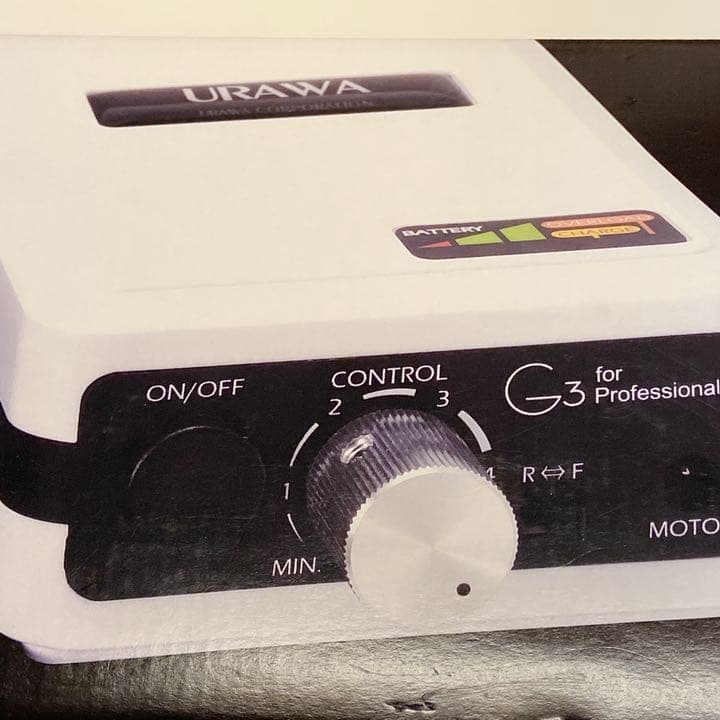 URAWA
URAWA CORPORATION
BATTERY
OVERLOAD
CHARGE
ON/OFF
CONTROL
MIN.
1
2
3
4
G3 for Professional
R⇔F
MOTO